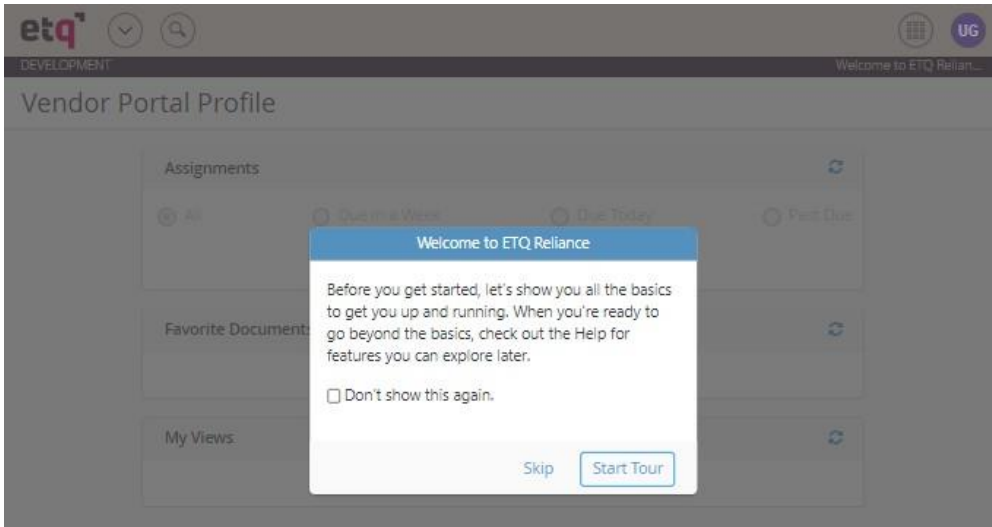 etq
UG
DEVELOPMENT
Welcome to ETQ Relian...
Vendor Portal Profile
Assignments
All
Due in a Week
Due Today
Past Due
Welcome to ETQ Reliance
Before you get started, let's show you all the basics
to get you up and running. When you're ready to
go beyond the basics, check out the Help for
features you can explore later.
Don't show this again.
Skip
Start Tour
Favorite Document
My Views